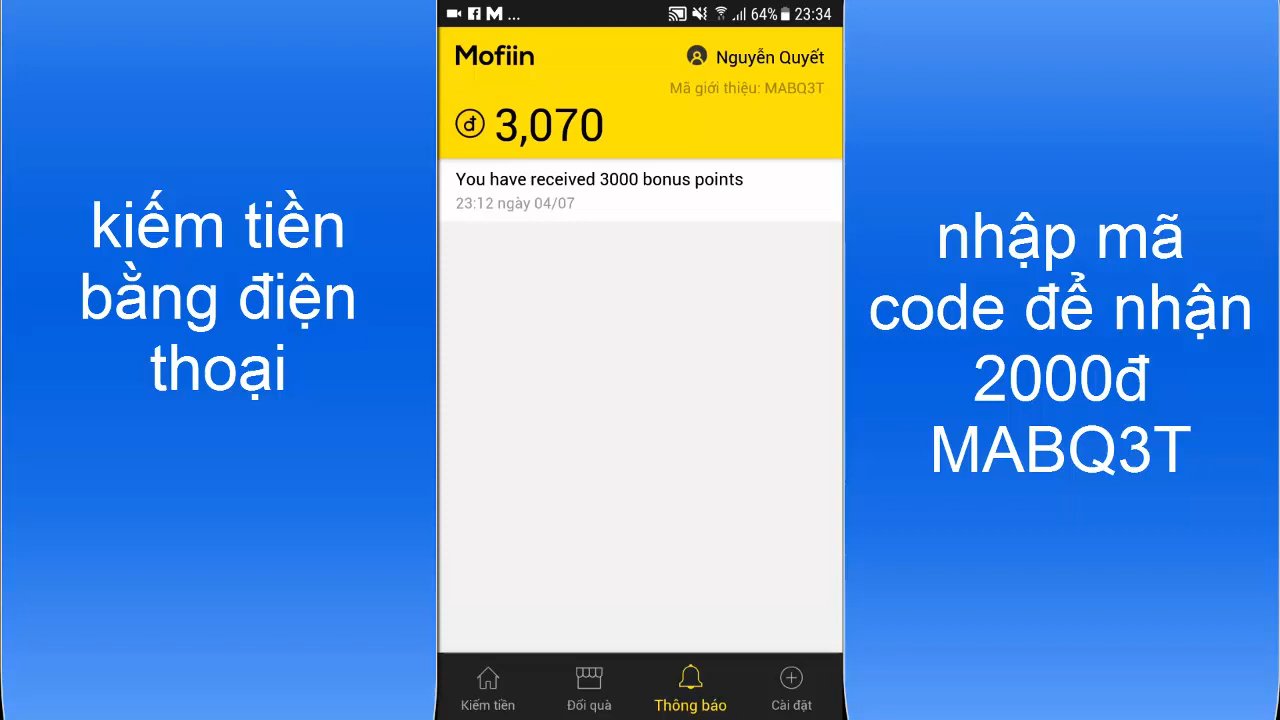 kiếm tiền
bằng điện
thoại
... 64% 23:34
Mofiin
Nguyễn Quyết
Mã giới thiệu: MABQ3T
đ 3,070
You have received 3000 bonus points
23:12 ngày 04/07
Kiếm tiền Đổi quà Thông báo Cài đặt
nhập mã
code để nhận
2000đ
MABQ3T